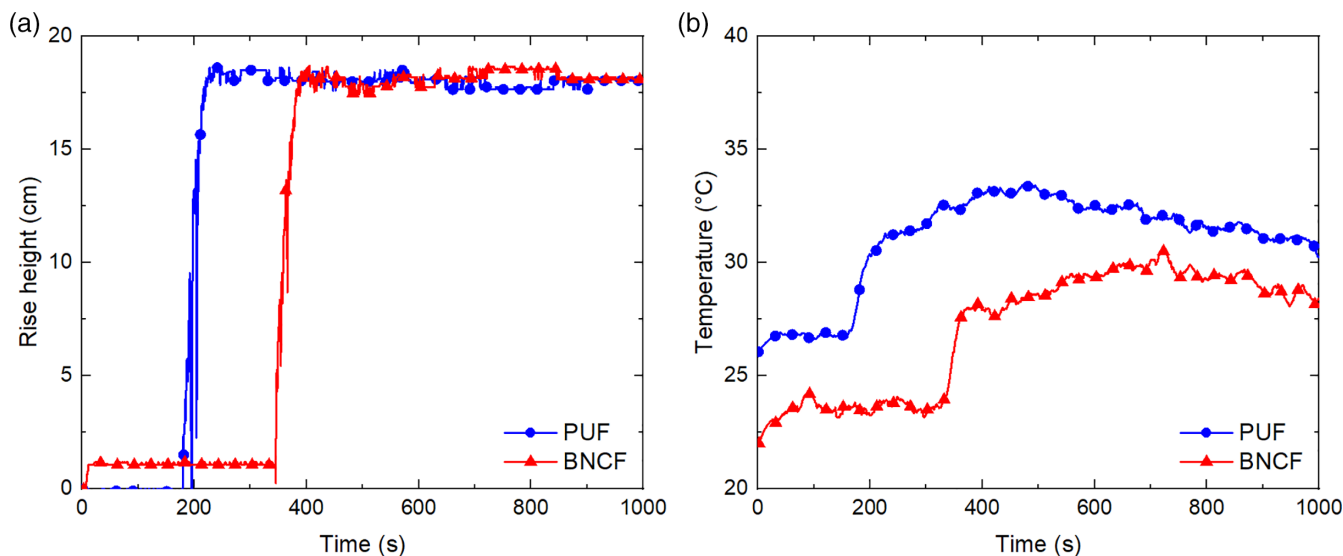 (a)
20
15
10
5
0
Rise height (cm)
PUF
BNCF
0 200 400 600 800 1000
Time (s)
(b)
40
35
30
25
20
Temperature (°C)
PUF
BNCF
0 200 400 600 800 1000
Time (s)